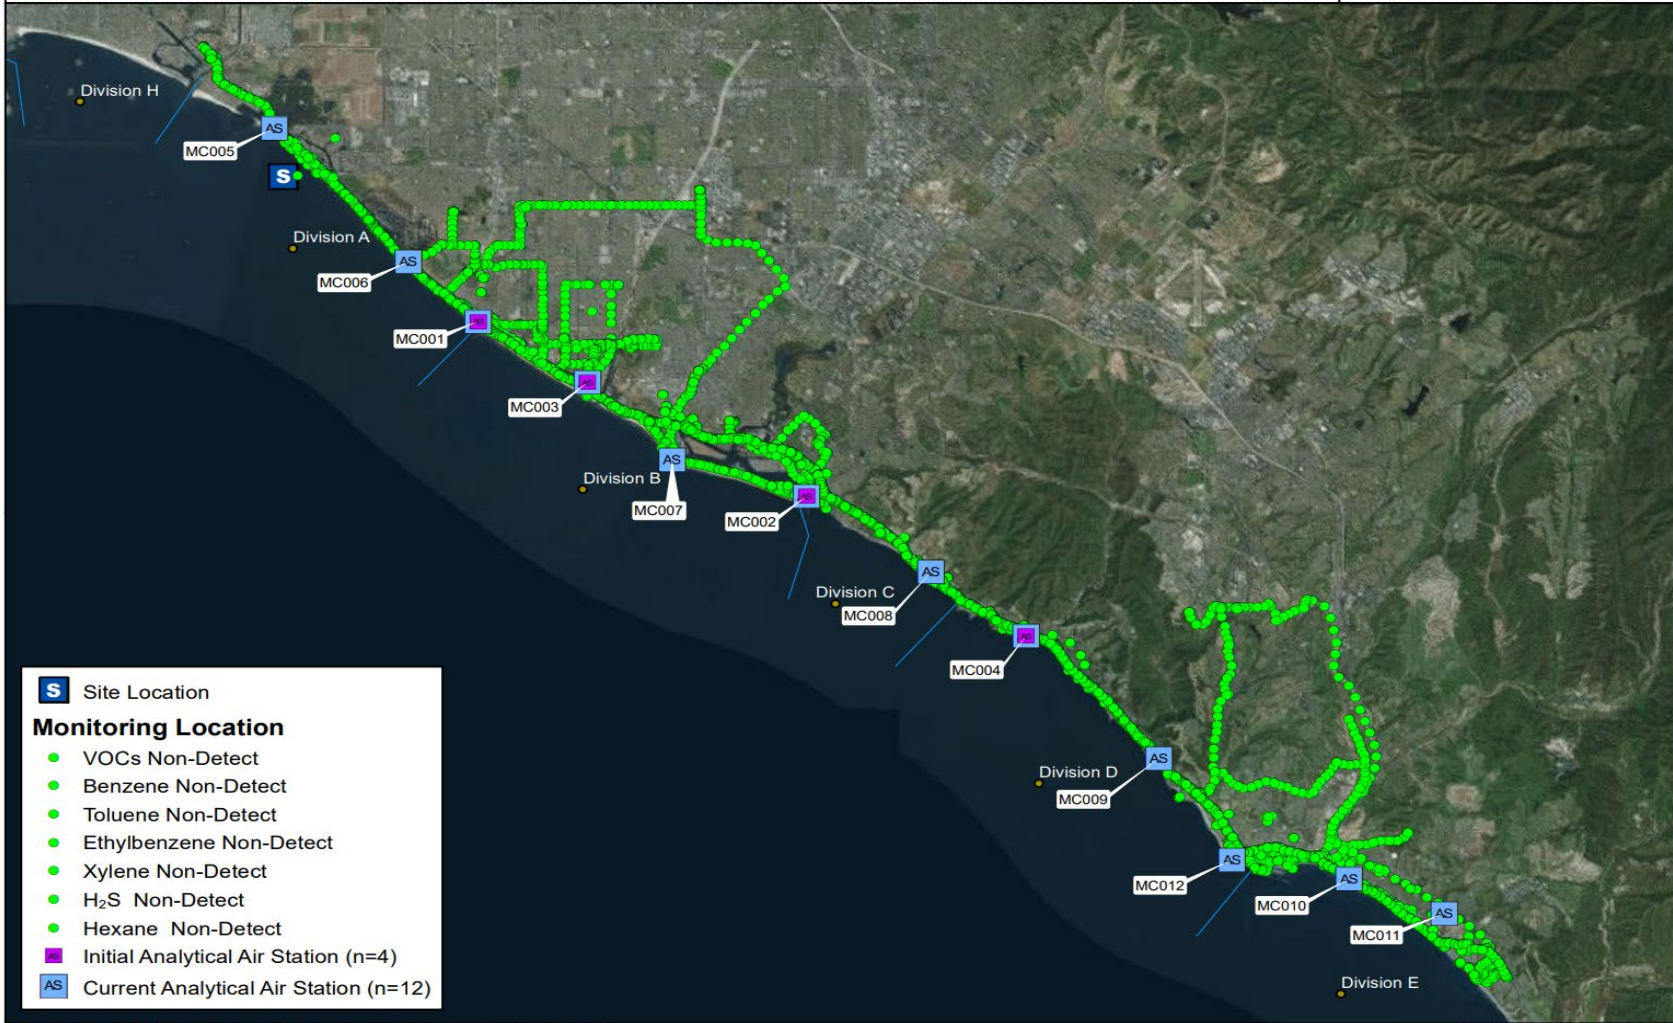 Division H
AS
MC005
S
Division A
AS
MC006
AS
MC001
AS
MC003
AS
Division B
MC007
AS
MC002
AS
Division C
MC008
AS
MC004
AS
Division D
MC009
AS
MC012
AS
MC010
AS
MC011
Division E
S Site Location
Monitoring Location
VOCs Non-Detect
Benzene Non-Detect
Toluene Non-Detect
Ethylbenzene Non-Detect
Xylene Non-Detect
H₂S Non-Detect
Hexane Non-Detect
AS Initial Analytical Air Station (n=4)
AS Current Analytical Air Station (n=12)